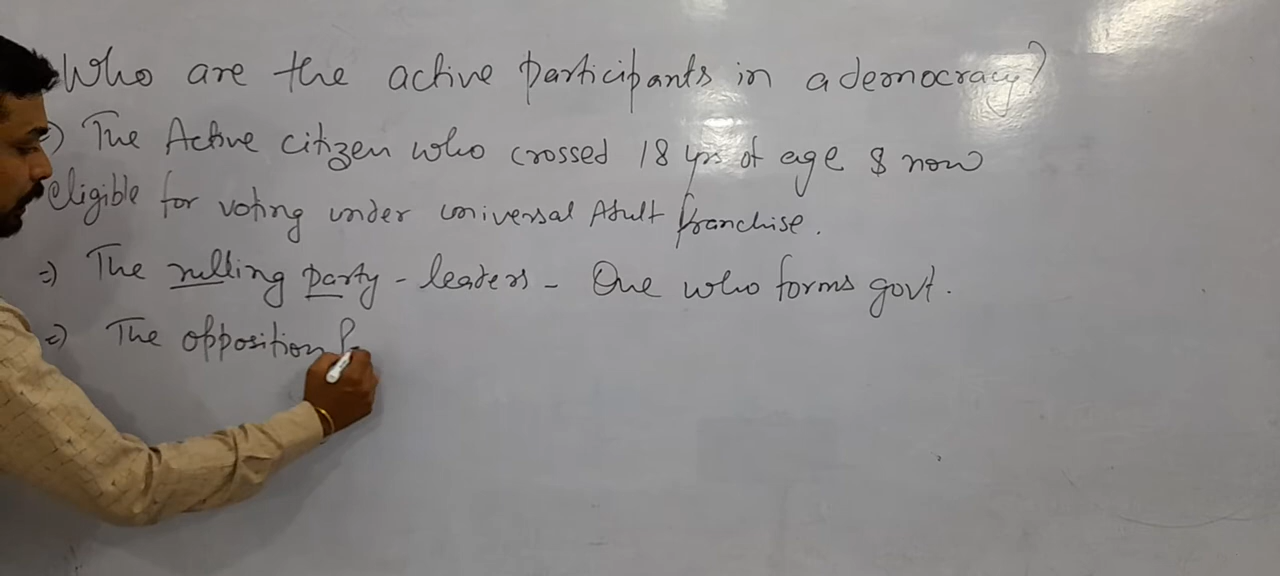 Who are the active participants in a democracy?
=) The Active citizen who crossed 18 yrs of age & now
eligible for voting under universal Adult franchise.
=) The rulling party - leaders - One who forms govt.
=) The opposition P